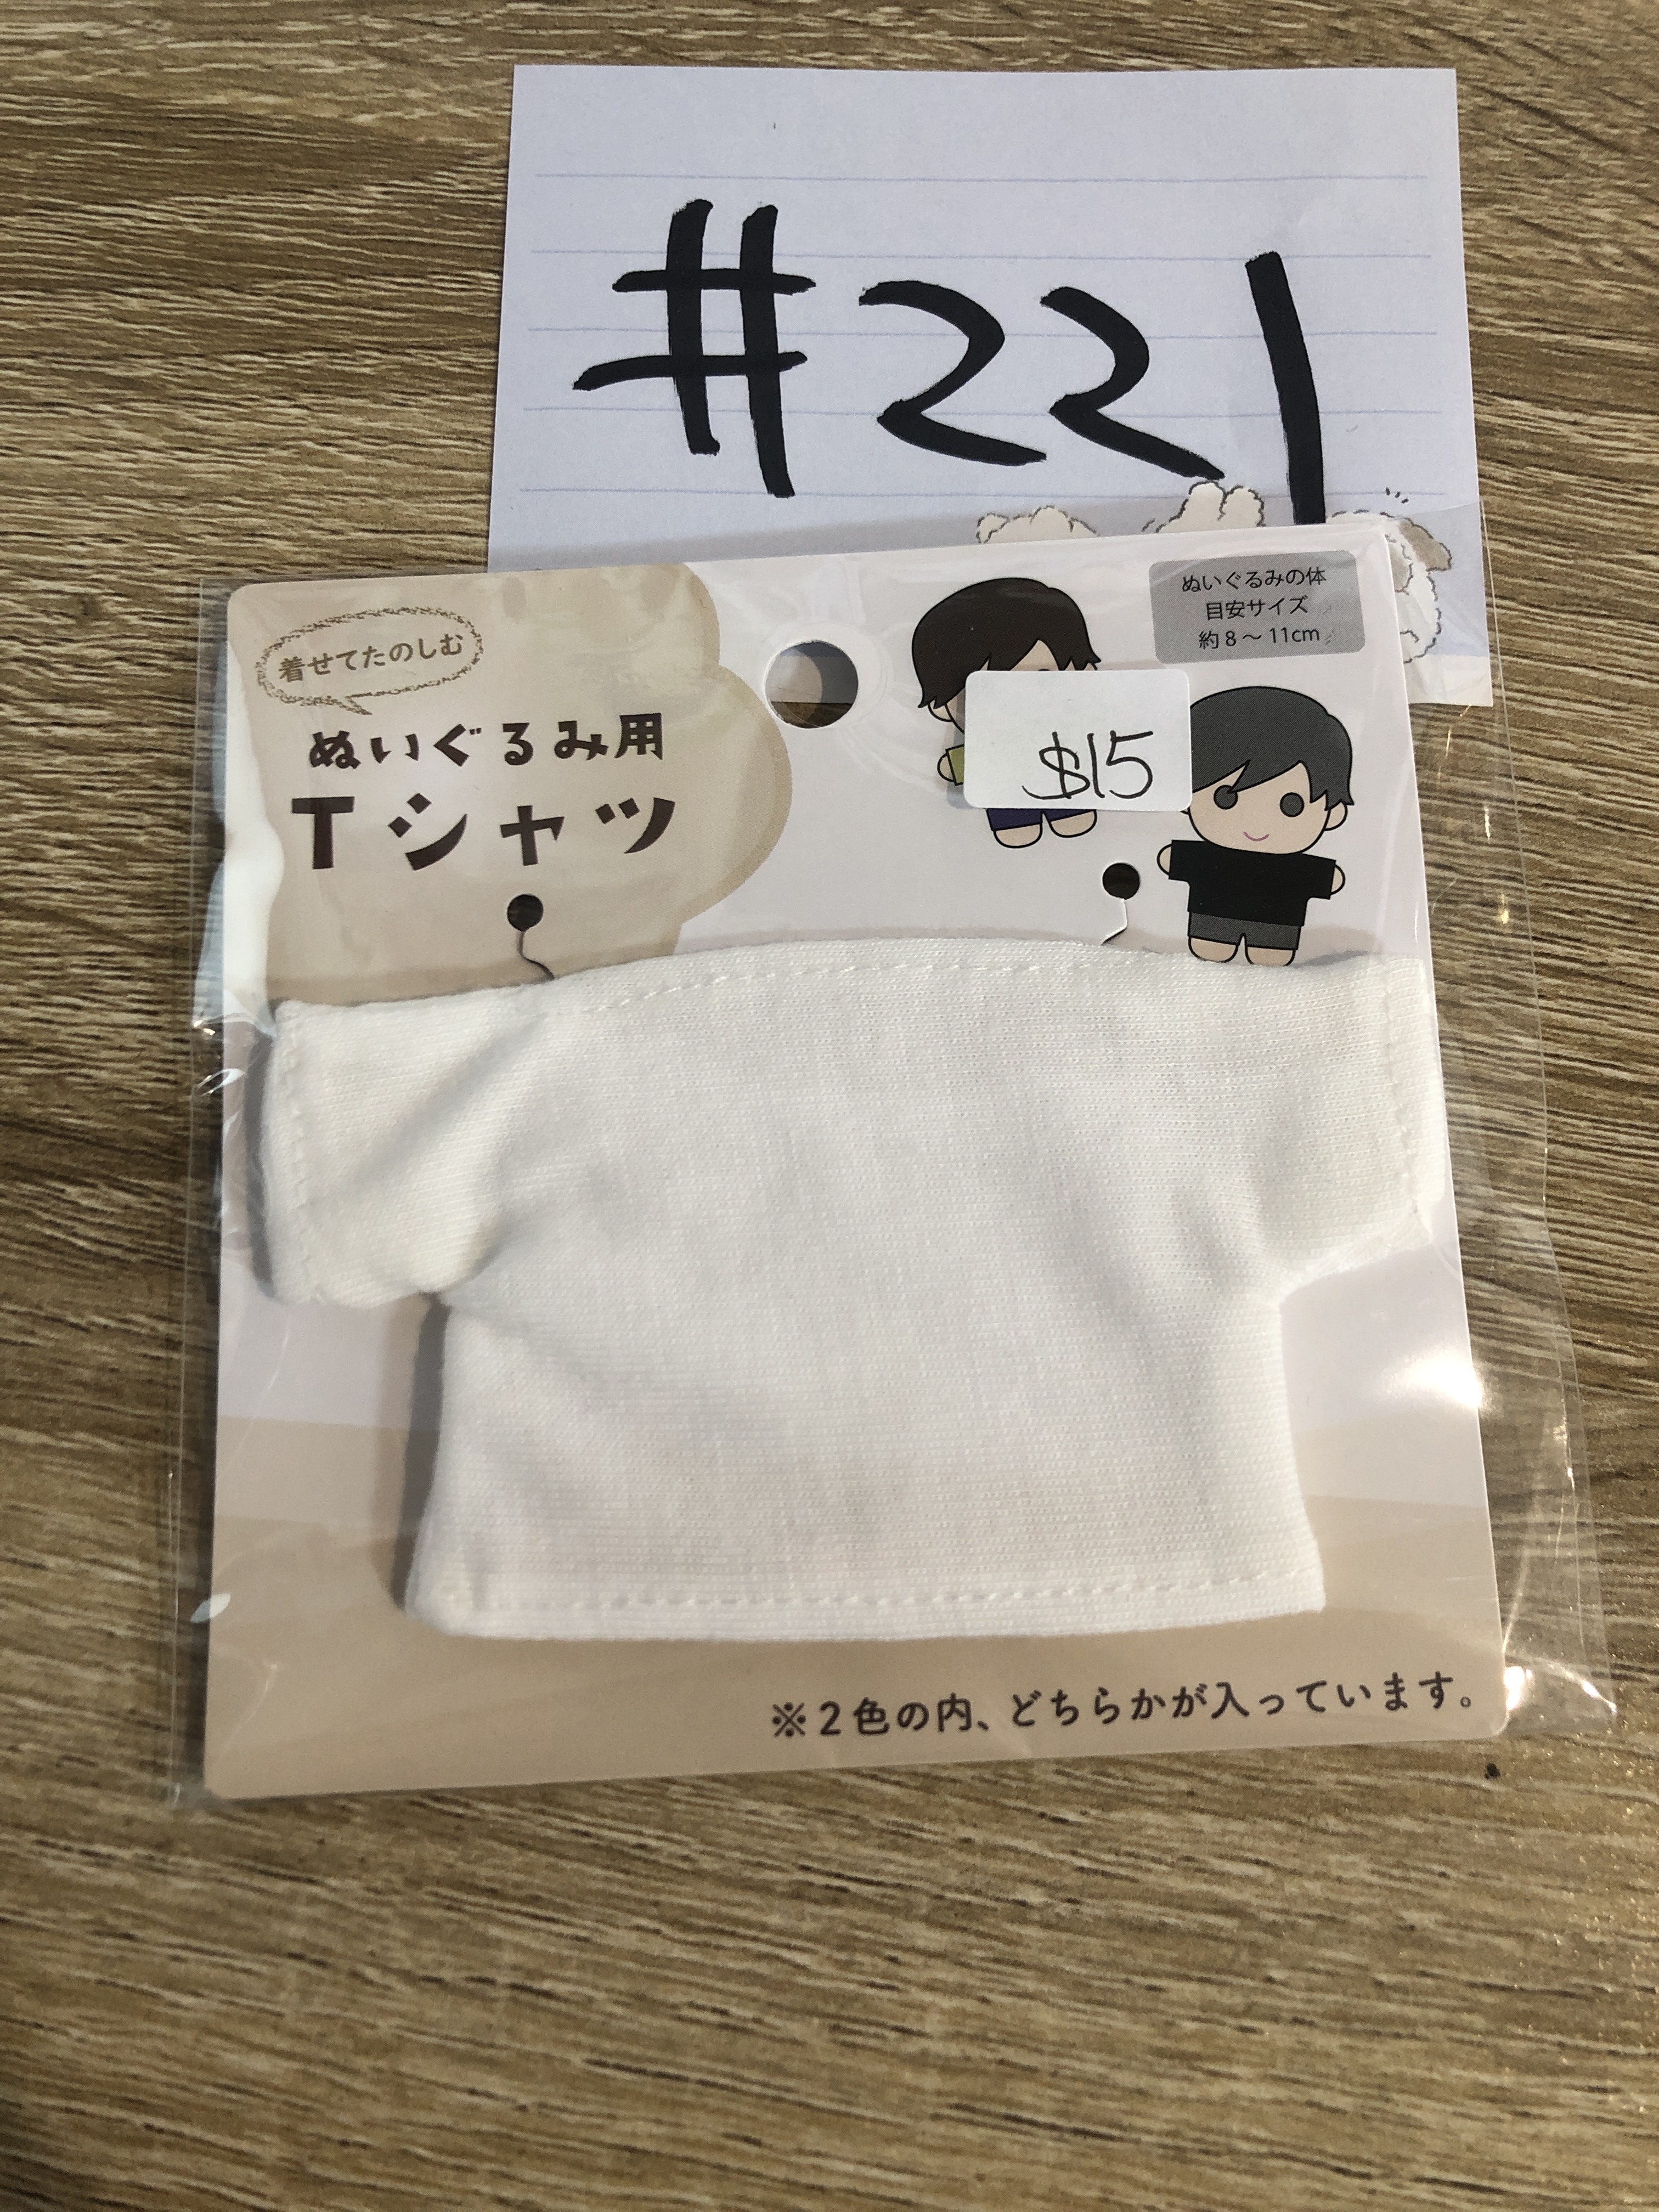 #221
着せてたのしむ
ぬいぐるみ用
Tシャツ
ぬいぐるみの体
目安サイズ
約8～11cm
$15
※2色の内、どちらかが入っています。